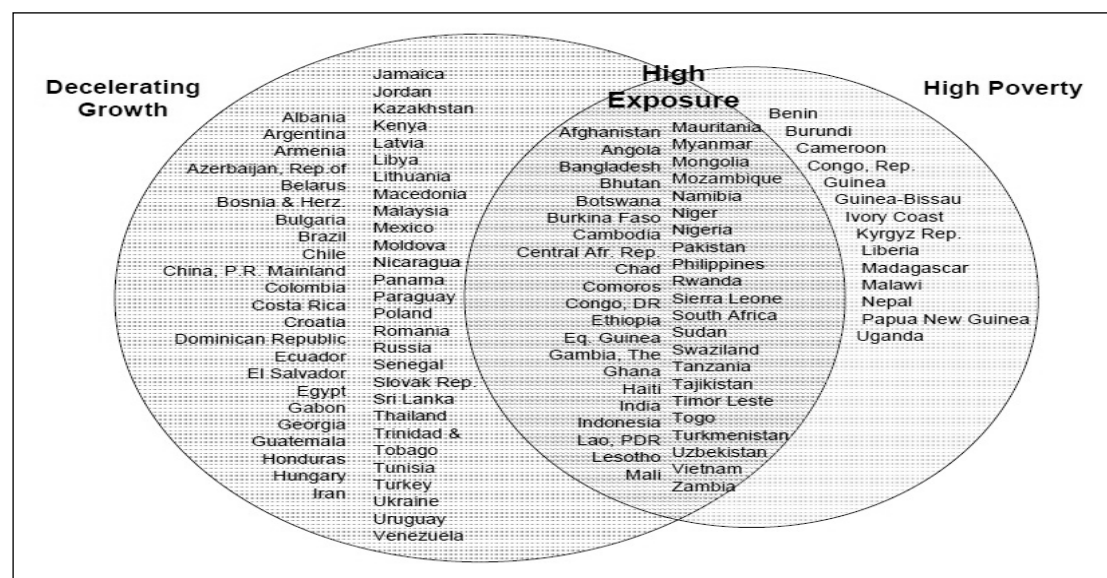 Decelerating
Growth
High
Exposure
High Poverty
Albania
Argentina
Armenia
Azerbaijan, Rep.of
Belarus
Bosnia & Herz.
Bulgaria
Brazil
Chile
China, P.R. Mainland
Colombia
Costa Rica
Croatia
Dominican Republic
Ecuador
El Salvador
Egypt
Gabon
Georgia
Guatemala
Honduras
Hungary
Iran
Jamaica
Jordan
Kazakhstan
Kenya
Latvia
Libya
Lithuania
Macedonia
Malaysia
Mexico
Moldova
Nicaragua
Panama
Paraguay
Poland
Romania
Russia
Senegal
Slovak Rep.
Sri Lanka
Thailand
Trinidad &
Tobago
Tunisia
Turkey
Ukraine
Uruguay
Venezuela
Afghanistan
Angola
Bangladesh
Bhutan
Botswana
Burkina Faso
Cambodia
Central Afr. Rep.
Chad
Comoros
Congo, DR
Ethiopia
Eq. Guinea
Gambia, The
Ghana
Haiti
India
Indonesia
Lao, PDR
Lesotho
Mali
Mauritania
Myanmar
Mongolia
Mozambique
Namibia
Niger
Nigeria
Pakistan
Philippines
Rwanda
Sierra Leone
South Africa
Sudan
Swaziland
Tanzania
Tajikistan
Timor Leste
Togo
Turkmenistan
Uzbekistan
Vietnam
Zambia
Benin
Burundi
Cameroon
Congo, Rep.
Guinea
Guinea-Bissau
Ivory Coast
Kyrgyz Rep.
Liberia
Madagascar
Malawi
Nepal
Papua New Guinea
Uganda